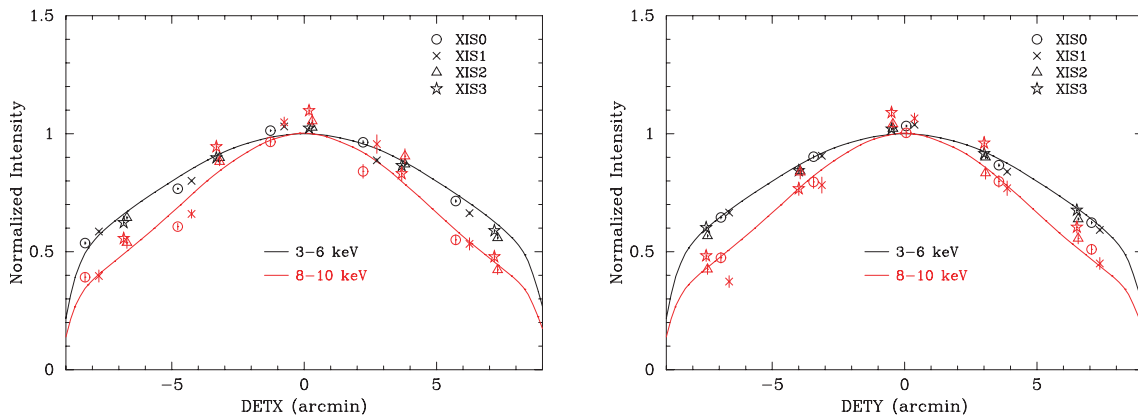 1.5
XIS0
XIS1
XIS2
XIS3
1
Normalized Intensity
0.5
3−6 keV
8−10 keV
0
−5
0
5
DETX (arcmin)
1.5
XIS0
XIS1
XIS2
XIS3
1
Normalized Intensity
0.5
3−6 keV
8−10 keV
0
−5
0
5
DETY (arcmin)